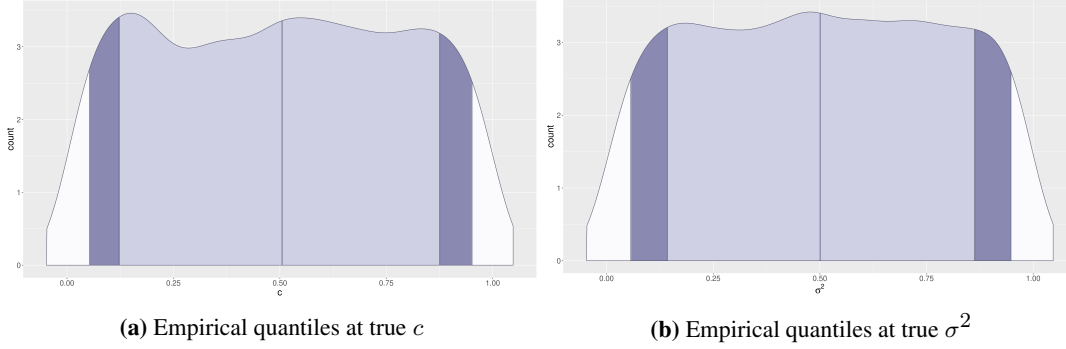 3
2
1
0
count
0.00 0.25 0.50 0.75 1.00
c
(a) Empirical quantiles at true c
3
2
1
0
count
0.00 0.25 0.50 0.75 1.00
σ²
(b) Empirical quantiles at true σ²